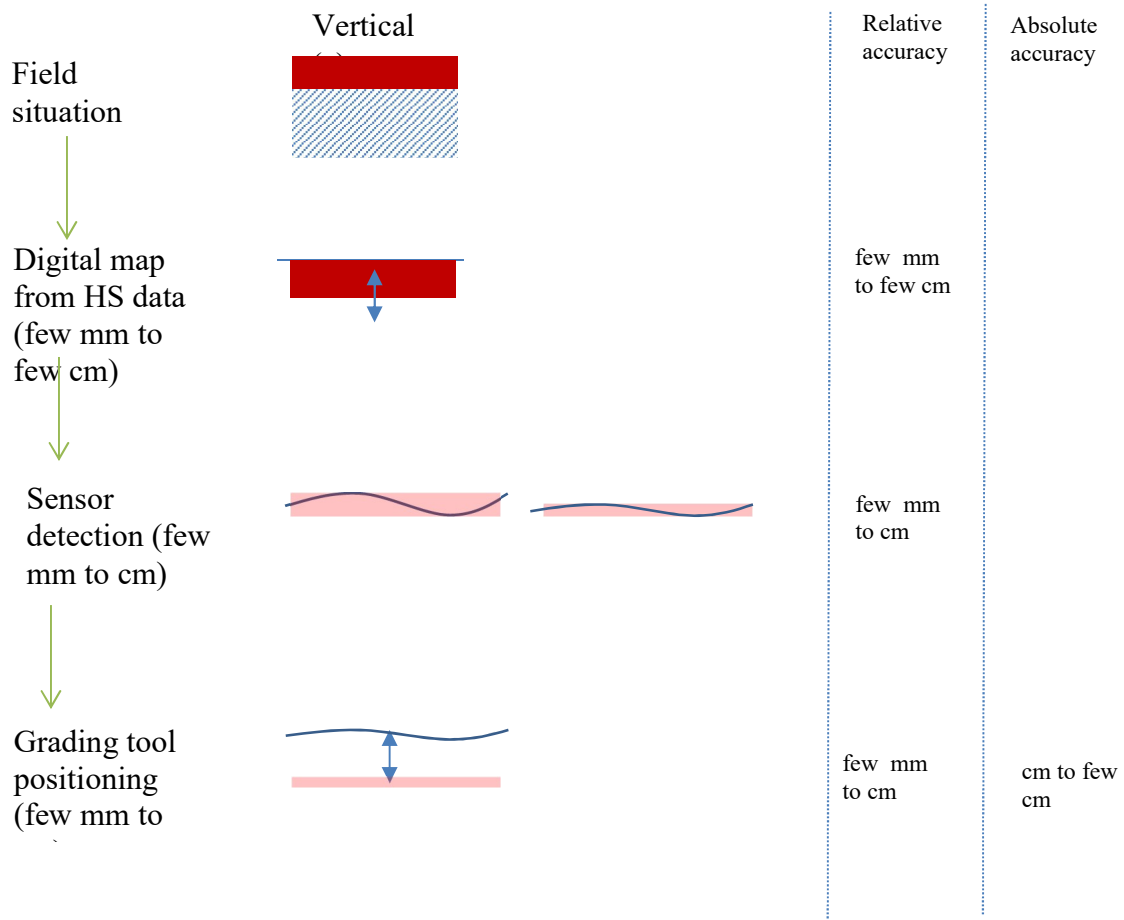 Vertical
Relative
accuracy
Absolute
accuracy
Field
situation
Digital map
from HS data
(few mm to
few cm)
few  mm
to few cm
Sensor
detection (few
mm to cm)
few  mm
to cm
Grading tool
positioning
(few mm to
few  mm
to cm
cm to few
cm